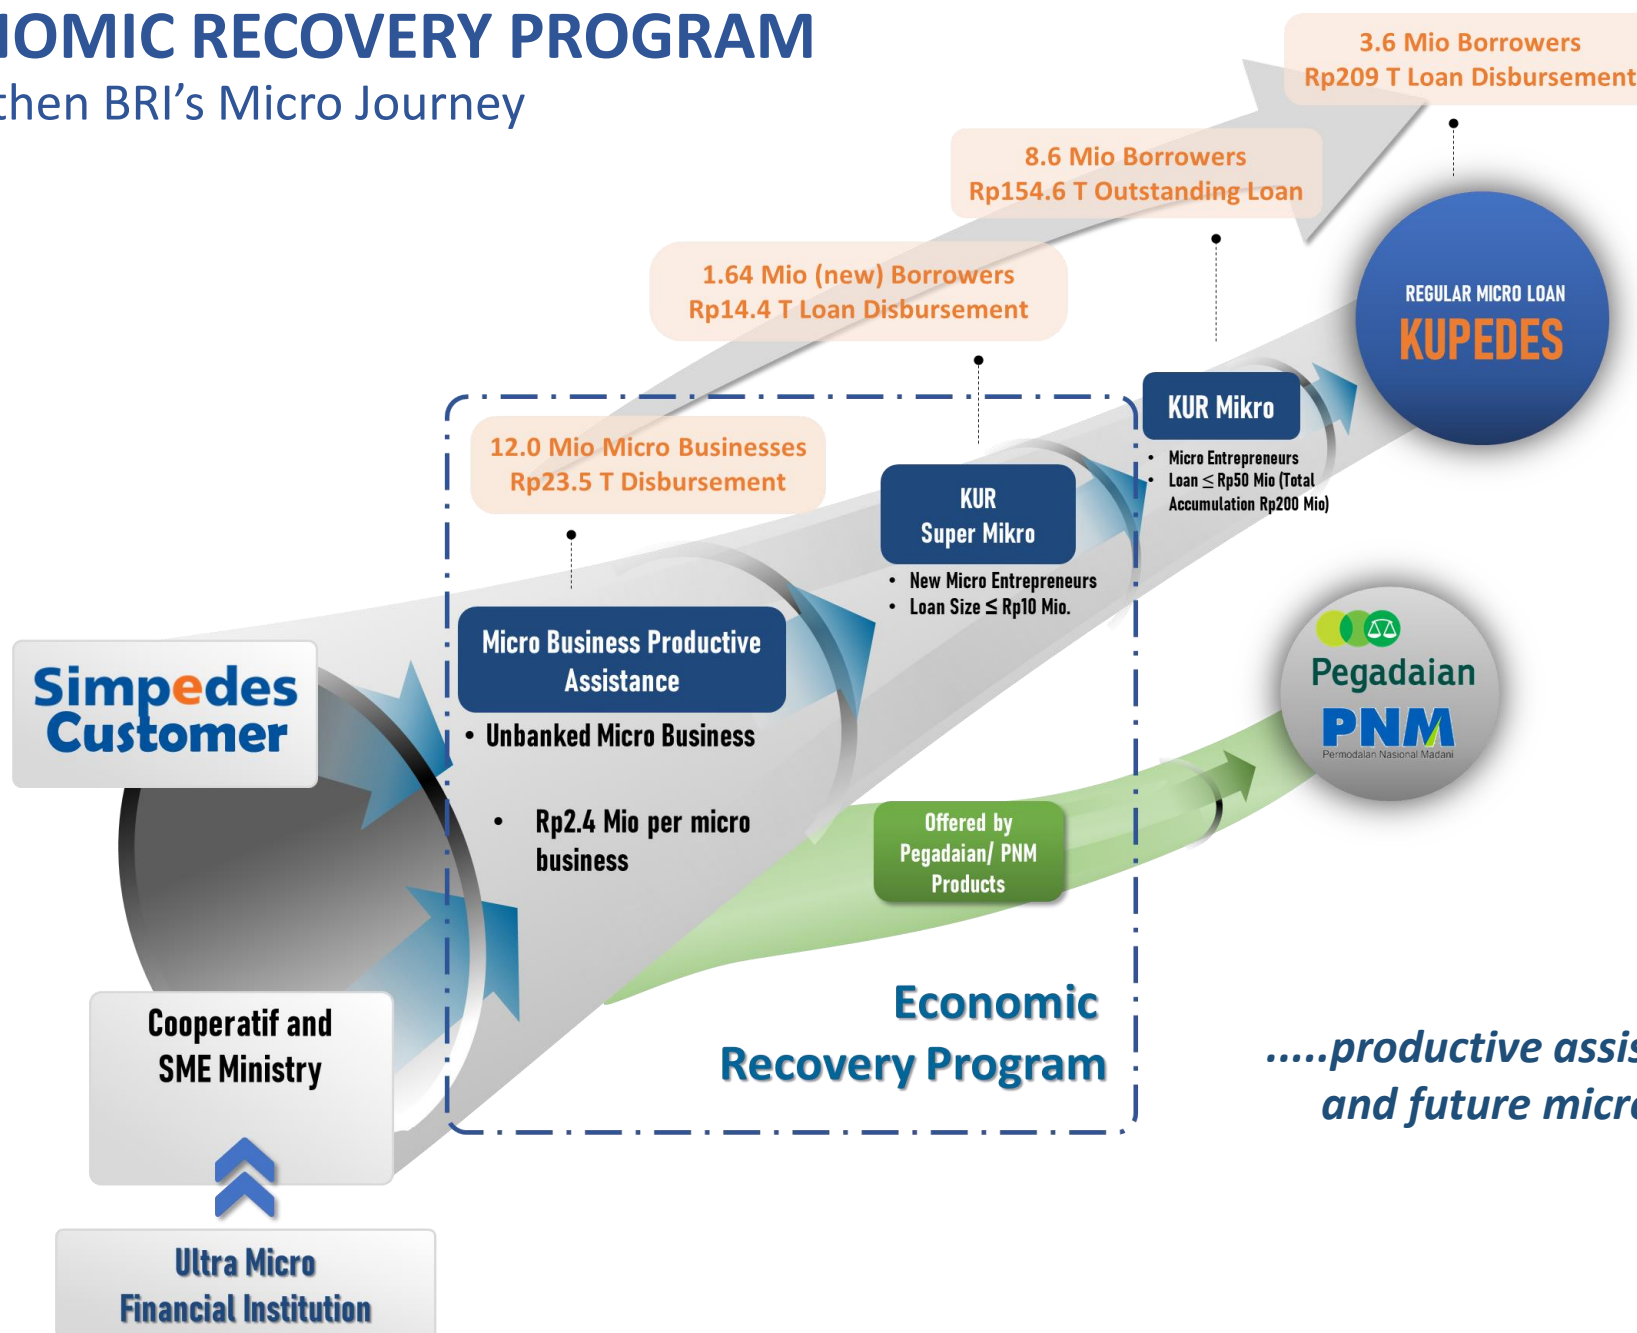 NOMIC RECOVERY PROGRAM
then BRI's Micro Journey
3.6 Mio Borrowers
Rp209 T Loan Disbursement
8.6 Mio Borrowers
Rp154.6 T Outstanding Loan
1.64 Mio (new) Borrowers
Rp14.4 T Loan Disbursement
12.0 Mio Micro Businesses
Rp23.5 T Disbursement
REGULAR MICRO LOAN
KUPEDES
KUR Mikro
• Micro Entrepreneurs
• Loan ≤ Rp50 Mio (Total
Accumulation Rp200 Mio)
KUR
Super Mikro
• New Micro Entrepreneurs
• Loan Size ≤ Rp10 Mio.
Micro Business Productive
Assistance
• Unbanked Micro Business
• Rp2.4 Mio per micro
business
Simpedes
Customer
Pegadaian
PNM
Permodalan Nasional Madani
Offered by
Pegadaian/ PNM
Products
Cooperatif and
SME Ministry
Economic
Recovery Program
.....productive assis
and future micr
Ultra Micro
Financial Institution